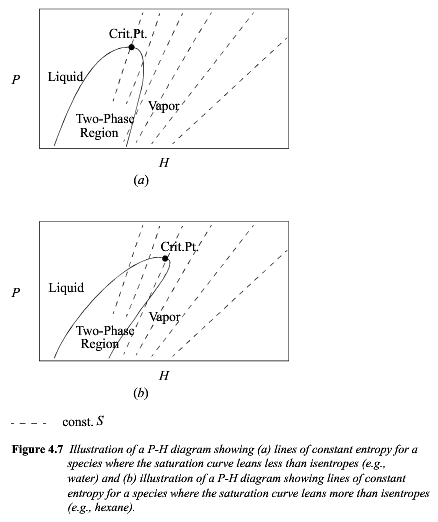 Crit.Pt.
P
Liquid
Vapor
Two-Phase
Region
H
(a)
Crit.Pt.
P
Liquid
Vapor
Two-Phase
Region
H
(b)
- - - - const. S
Figure 4.7 Illustration of a P-H diagram showing (a) lines of constant entropy for a
species where the saturation curve leans less than isentropes (e.g.,
water) and (b) illustration of a P-H diagram showing lines of constant
entropy for a species where the saturation curve leans more than isentropes
(e.g., hexane).